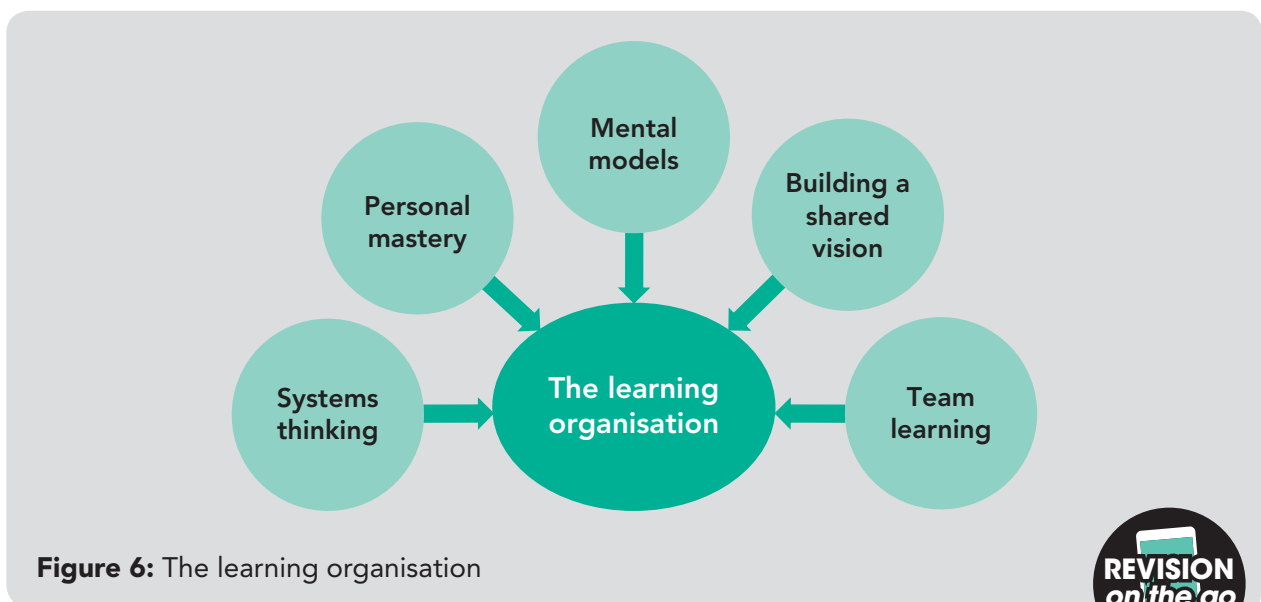 Mental
models
Personal
mastery
Building a
shared
vision
Systems
thinking
The learning
organisation
Team
learning
Figure 6: The learning organisation
REVISION
on the go